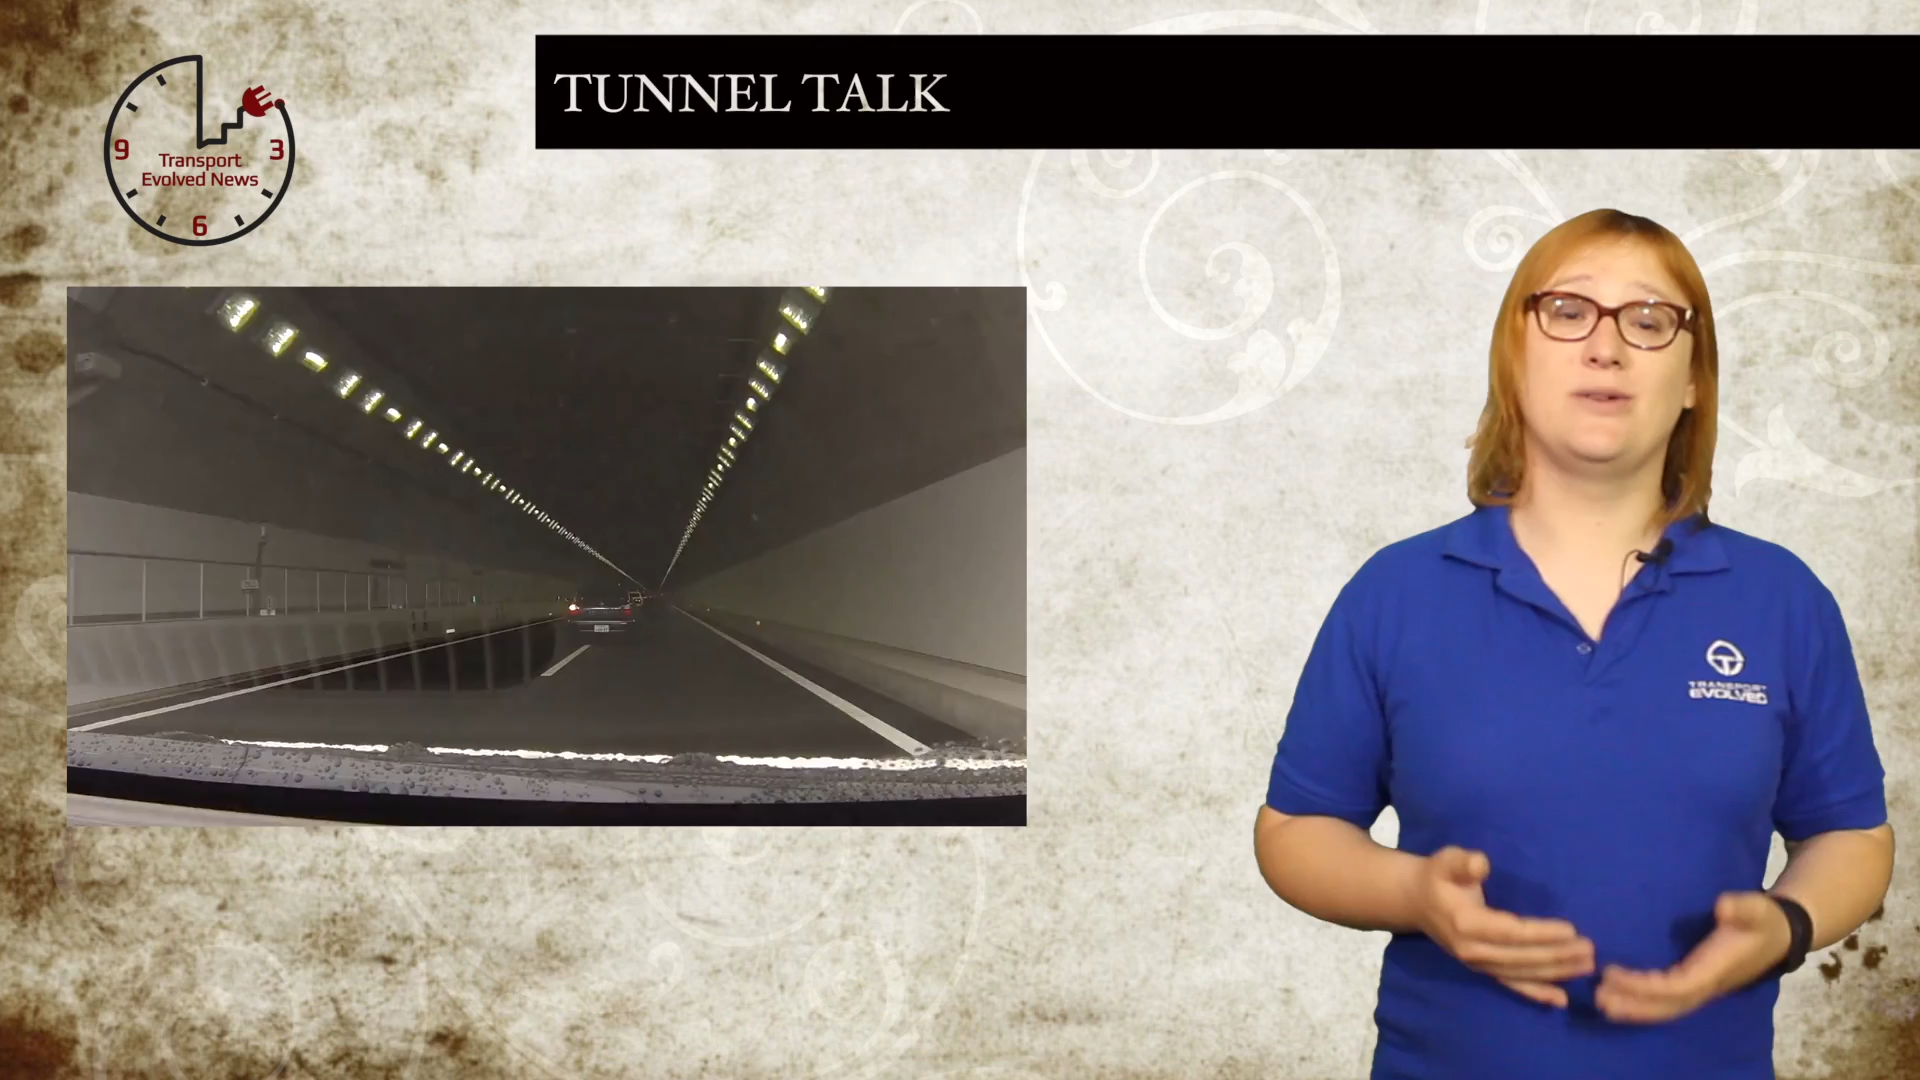 TUNNEL TALK
9
3
Transport
Evolved News
6
TRANSPORT
EVOLVED